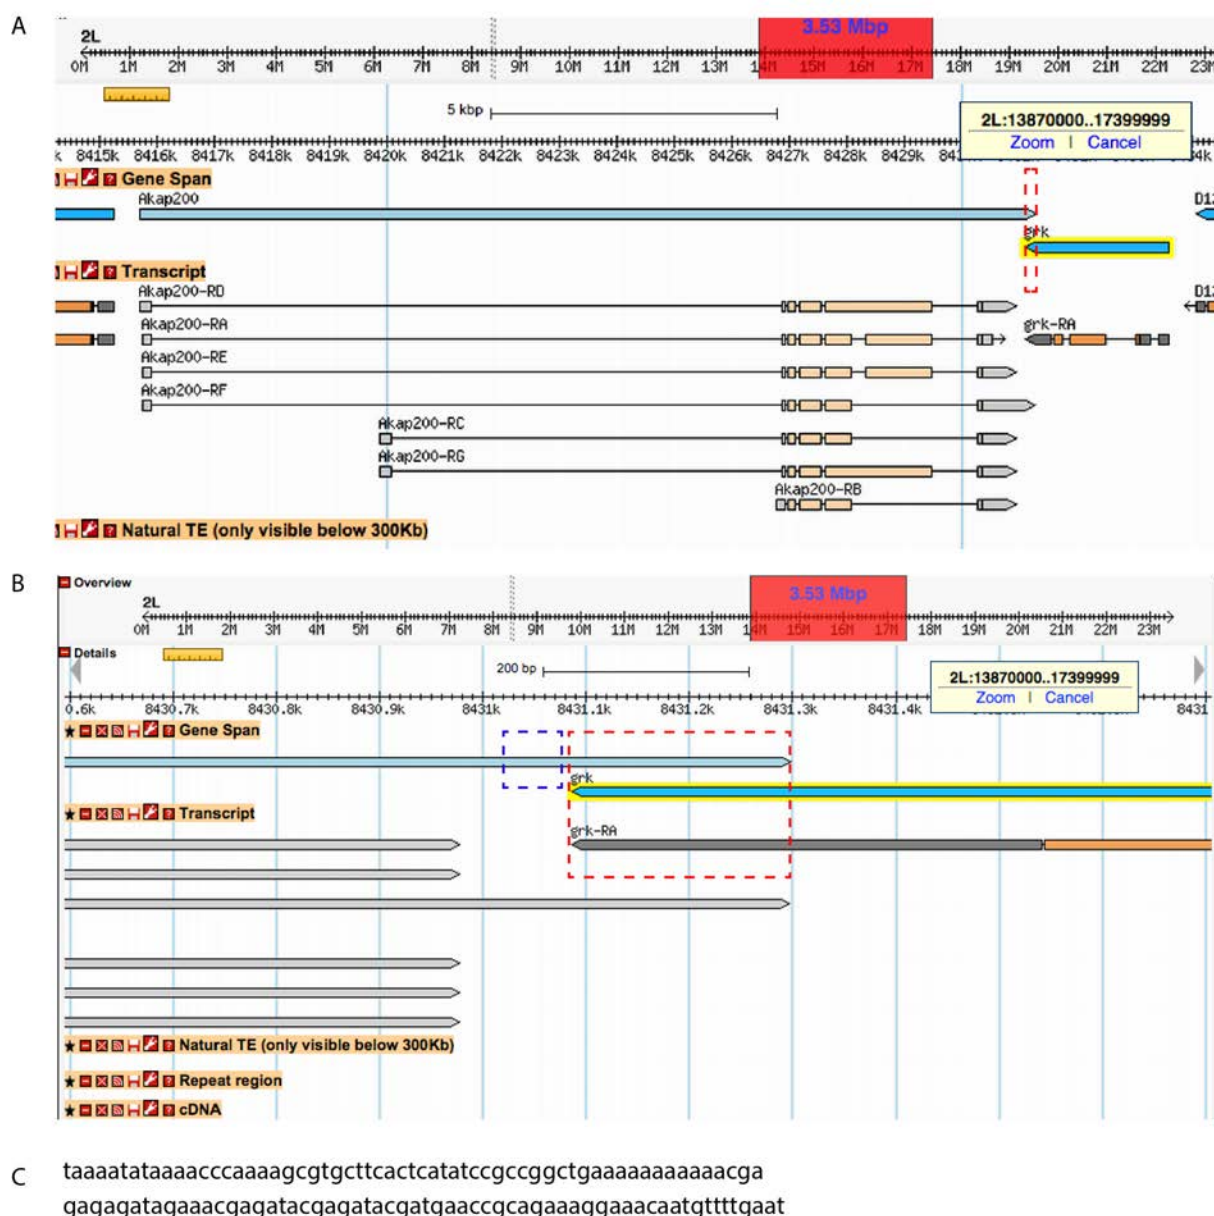 A
3.53 Mbp
2L
0M 1M 2M 3M 4M 5M 6M 7M 8M 9M 10M 11M 12M 13M 14M 15M 16M 17M 18M 19M 20M 21M 22M 23M
5 kbp
2L:13870000..17399999
Zoom | Cancel
k 8415k 8416k 8417k 8418k 8419k 8420k 8421k 8422k 8423k 8424k 8425k 8426k 8427k 8428k 8429k
Gene Span
Akap200
D12
grk
Transcript
Akap200-RD
D12
Akap200-RA
grk-RA
Akap200-RE
Akap200-RF
Akap200-RC
Akap200-RG
Akap200-RB
Natural TE (only visible below 300Kb)
B
Overview
3.53 Mbp
2L
0M 1M 2M 3M 4M 5M 6M 7M 8M 9M 10M 11M 12M 13M 14M 15M 16M 17M 18M 19M 20M 21M 22M 23M
Details
200 bp
2L:13870000..17399999
Zoom | Cancel
0.6k 8430.7k 8430.8k 8430.9k 8431k 8431.1k 8431.2k 8431.3k 8431.4k 8431
Gene Span
grk
Transcript
grk-RA
Natural TE (only visible below 300Kb)
Repeat region
cDNA
C
taaaatataaaacccaaaagcgtgcttcactcatatccgccggctgaaaaaaaaaaacga
gagagatagaaacgagatacgagatacgatgaaccgcagaaaggaaacaatgttttgaat